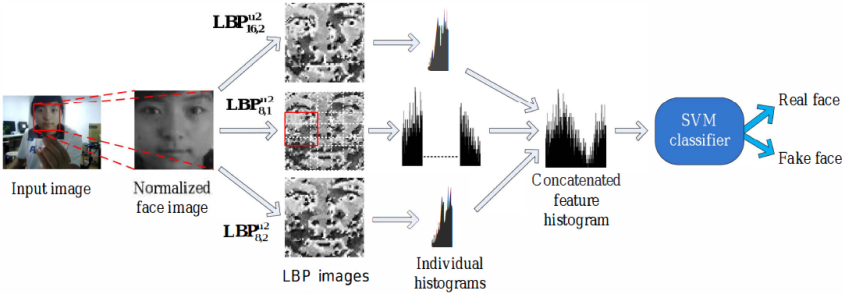 LBP^{u2}_{16,2}
LBP^{u2}_{8,1}
LBP^{u2}_{8,2}
Input image
Normalized
face image
LBP images
Individual
histograms
Concatenated
feature
histogram
SVM
classifier
Real face
Fake face